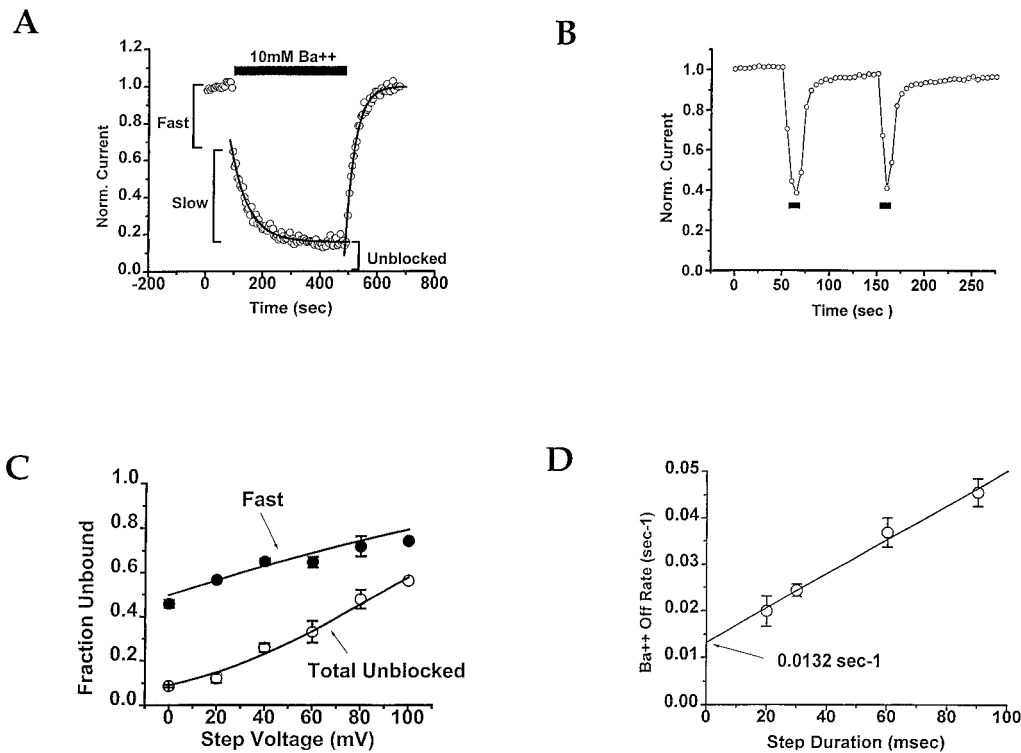 A
10mM Ba++
Norm. Current
1.2
1.0
0.8
0.6
0.4
0.2
0.0
Fast
Slow
Unblocked
-200
0
200
400
600
800
Time (sec)
B
Norm. Current
1.0
0.8
0.6
0.4
0.2
0.0
0
50
100
150
200
250
Time (sec )
C
Fraction Unbound
1.0
0.8
0.6
0.4
0.2
0.0
Fast
Total Unblocked
0
20
40
60
80
100
Step Voltage (mV)
D
Ba++ Off Rate (sec-1)
0.05
0.04
0.03
0.02
0.01
0.00
0.0132 sec-1
0
20
40
60
80
100
Step Duration (msec)